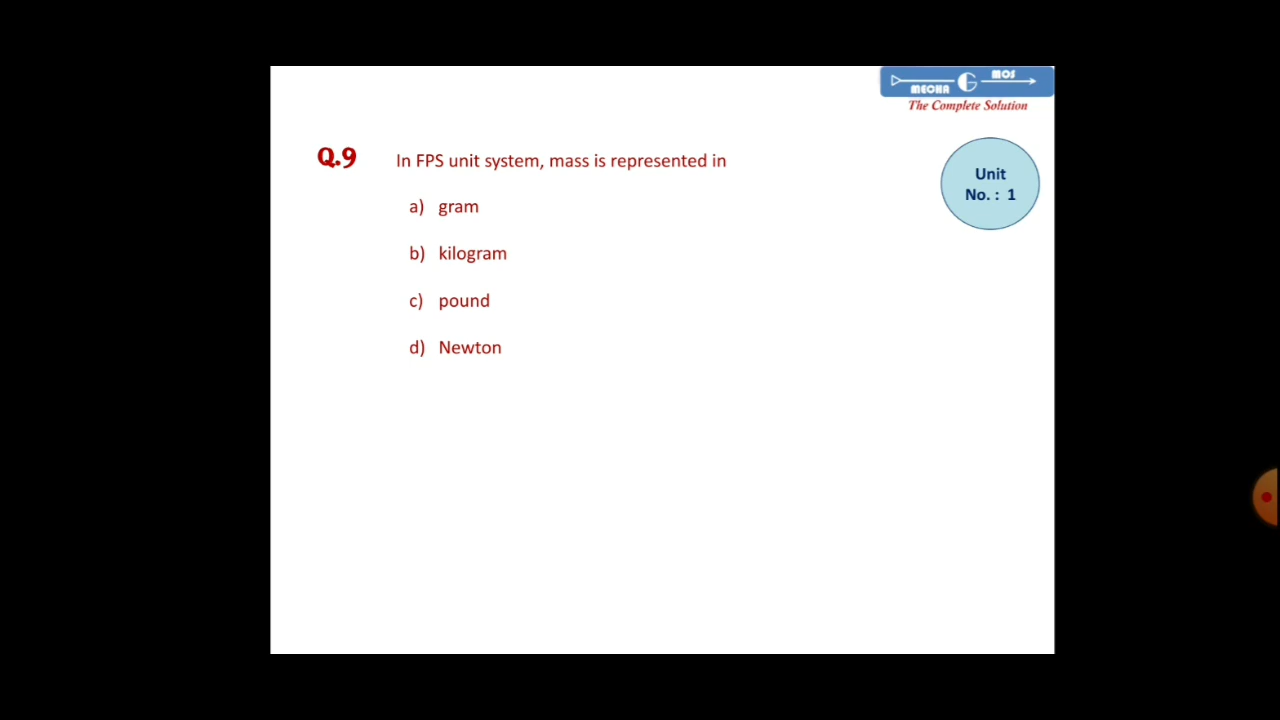 MECHA G MOS
The Complete Solution
Q.9 In FPS unit system, mass is represented in
Unit
No. : 1
a) gram
b) kilogram
c) pound
d) Newton